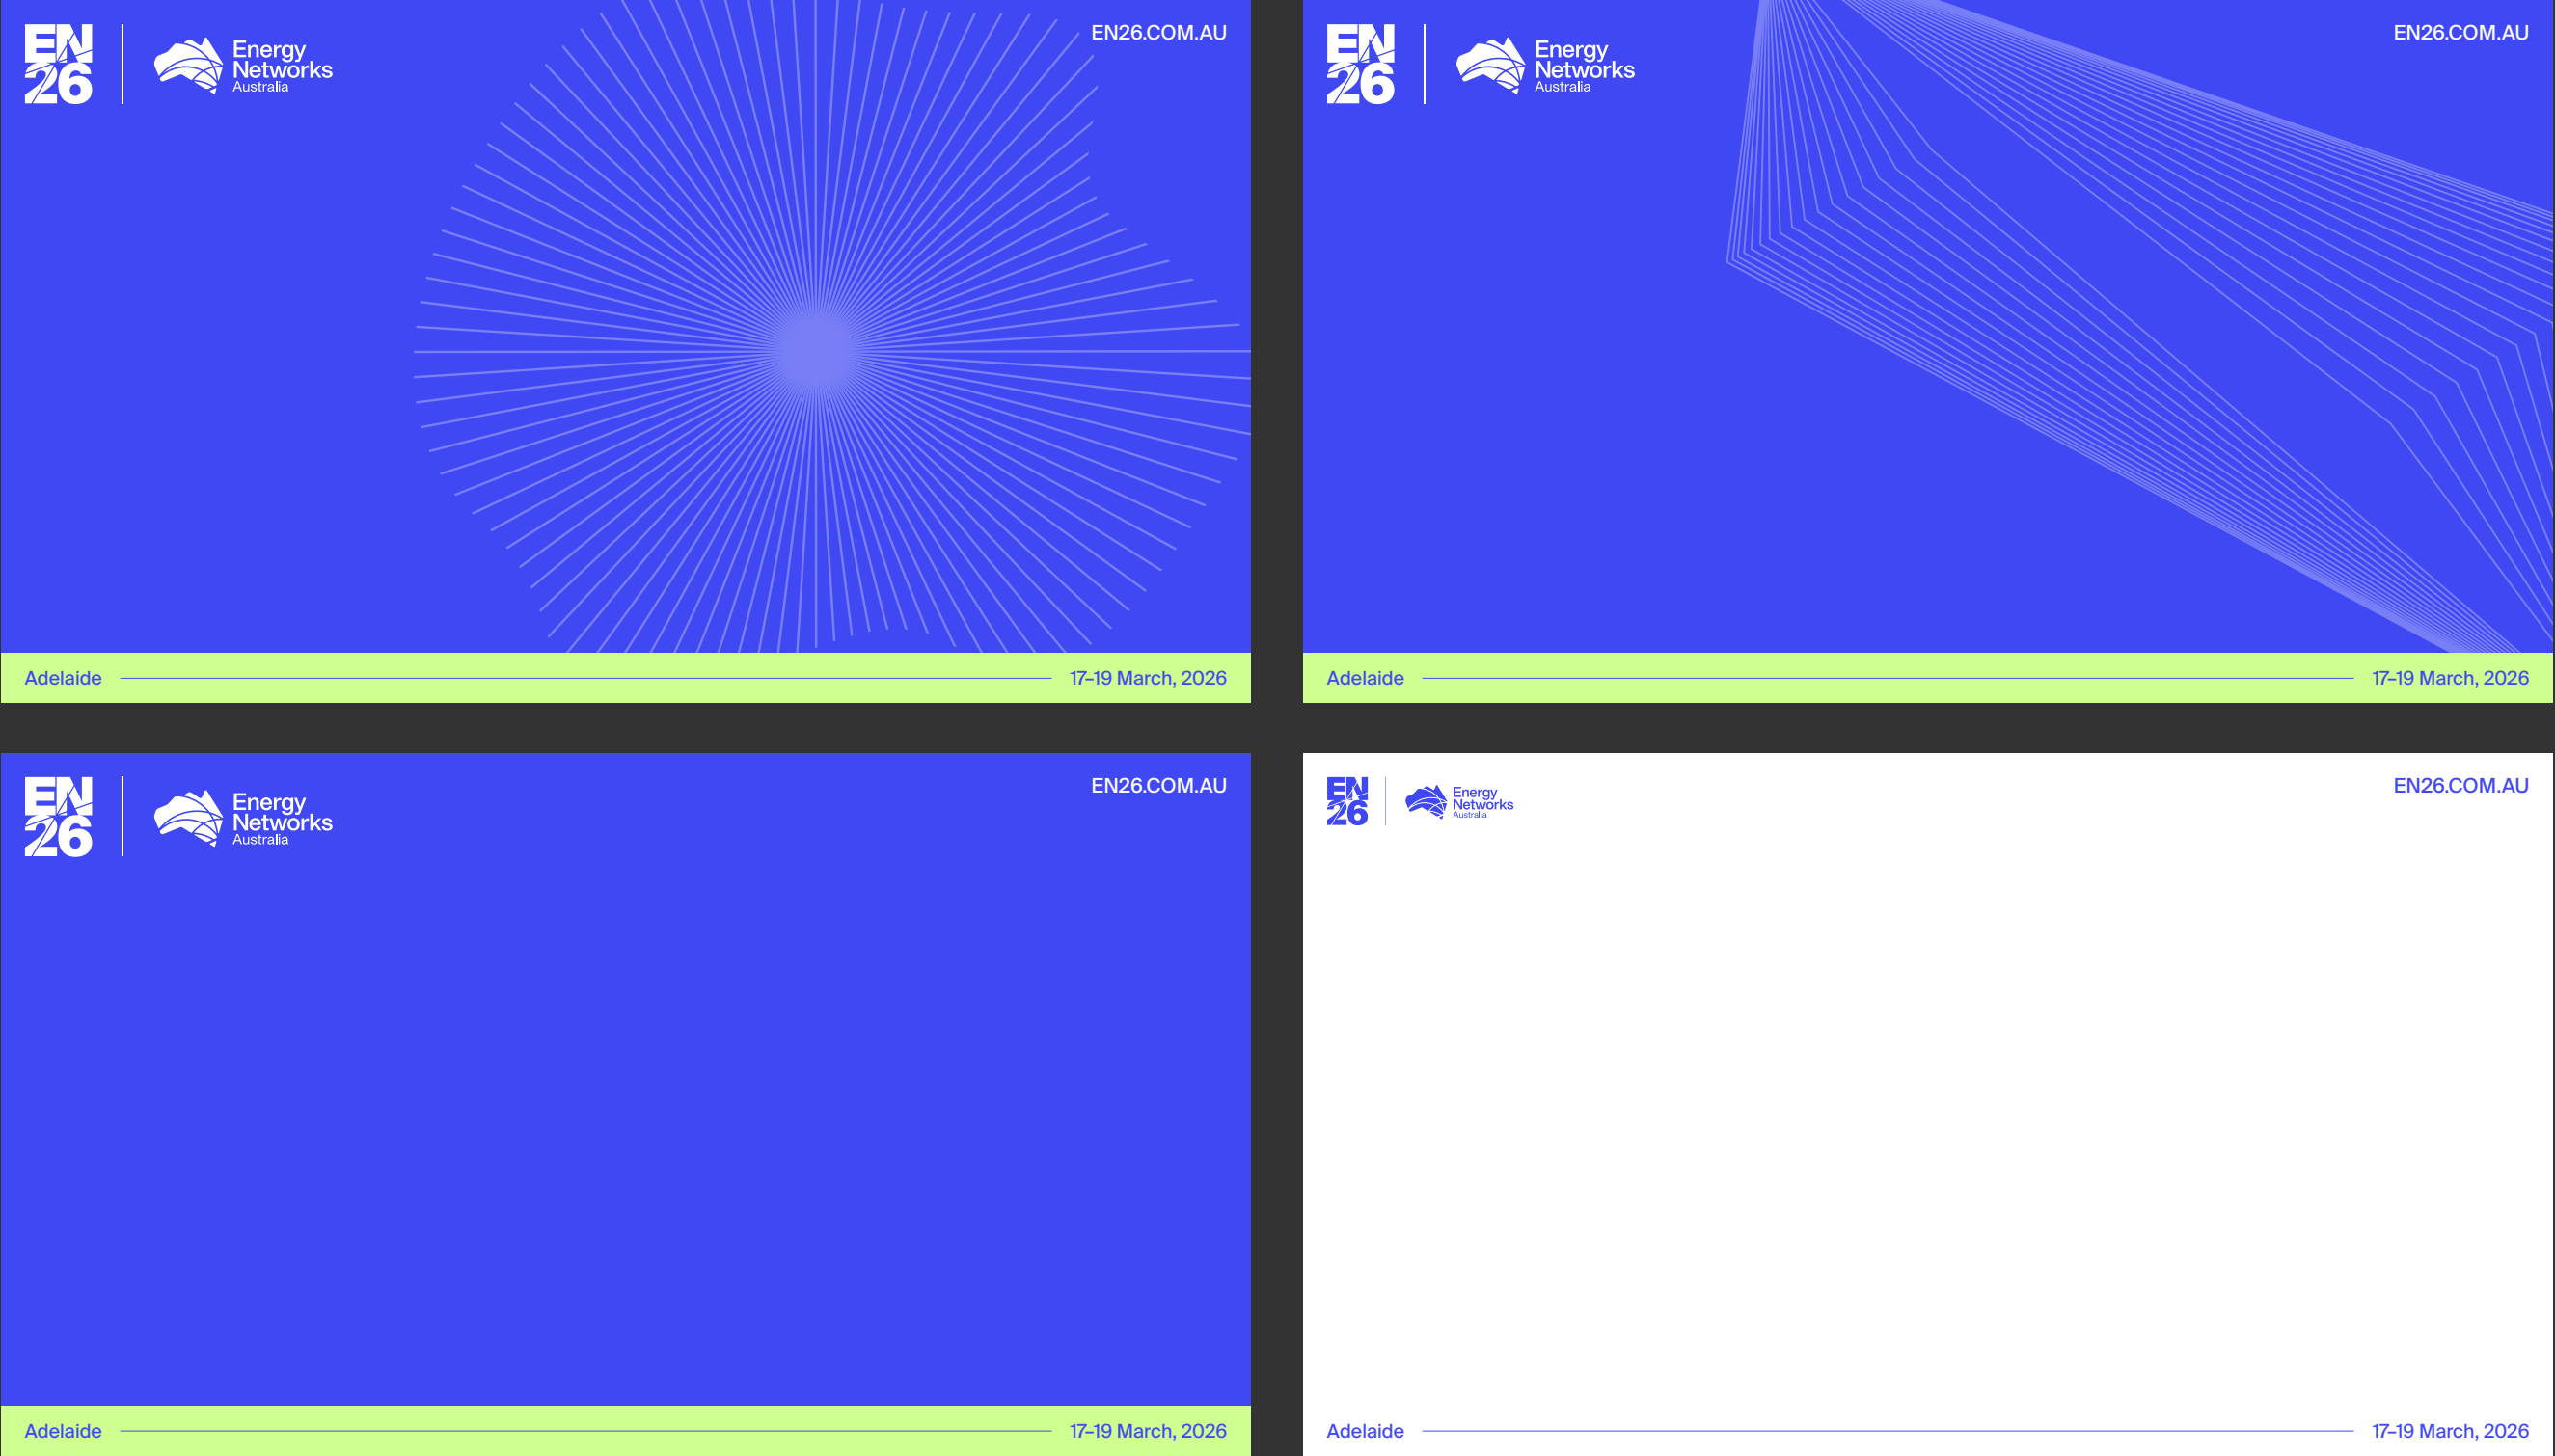 EN
26
Energy
Networks
Australia
EN26.COM.AU
Adelaide
17–19 March, 2026
EN
26
Energy
Networks
Australia
EN26.COM.AU
Adelaide
17–19 March, 2026
EN
26
Energy
Networks
Australia
EN26.COM.AU
Adelaide
17–19 March, 2026
EN
26
Energy
Networks
Australia
EN26.COM.AU
Adelaide
17–19 March, 2026